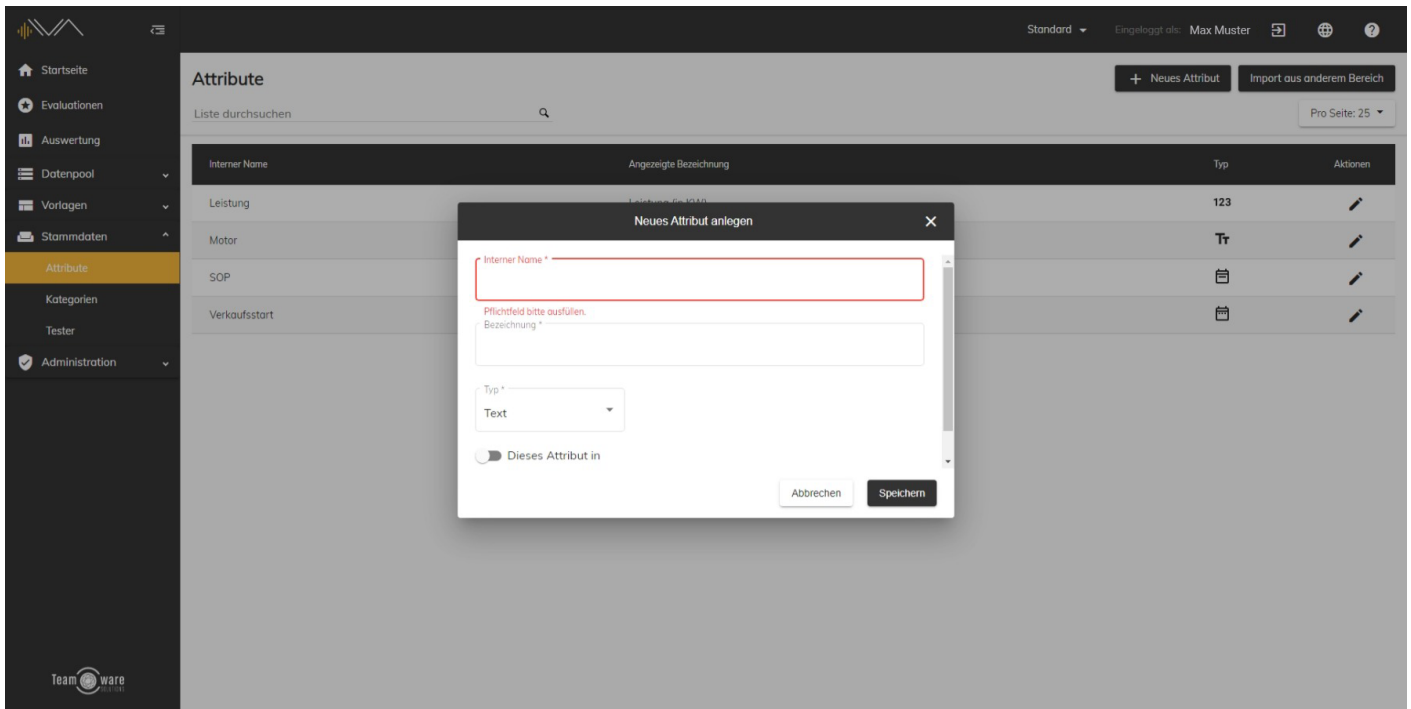 Standard Eingeloggt als: Max Muster
Startseite
Evaluationen
Auswertung
Datenpool
Vorlagen
Stammdaten
Attribute
Kategorien
Tester
Administration
Team ware
SOLUTIONS
Attribute
+ Neues Attribut Import aus anderem Bereich
Liste durchsuchen
Pro Seite: 25
Interner Name Angezeigte Bezeichnung Typ Aktionen
Leistung 123
Motor Tт
SOP
Verkaufsstart
Neues Attribut anlegen
Interner Name *
Pflichtfeld bitte ausfüllen.
Bezeichnung *
Typ *
Text
Dieses Attribut in
Abbrechen Speichern